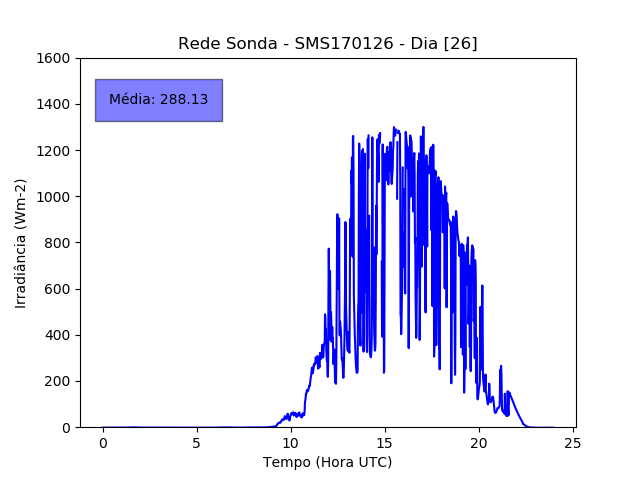 Rede Sonda - SMS170126 - Dia [26]
1600
1400
1200
1000
800
600
400
200
0
Média: 288.13
Irradiância (Wm-2)
0 5 10 15 20 25
Tempo (Hora UTC)